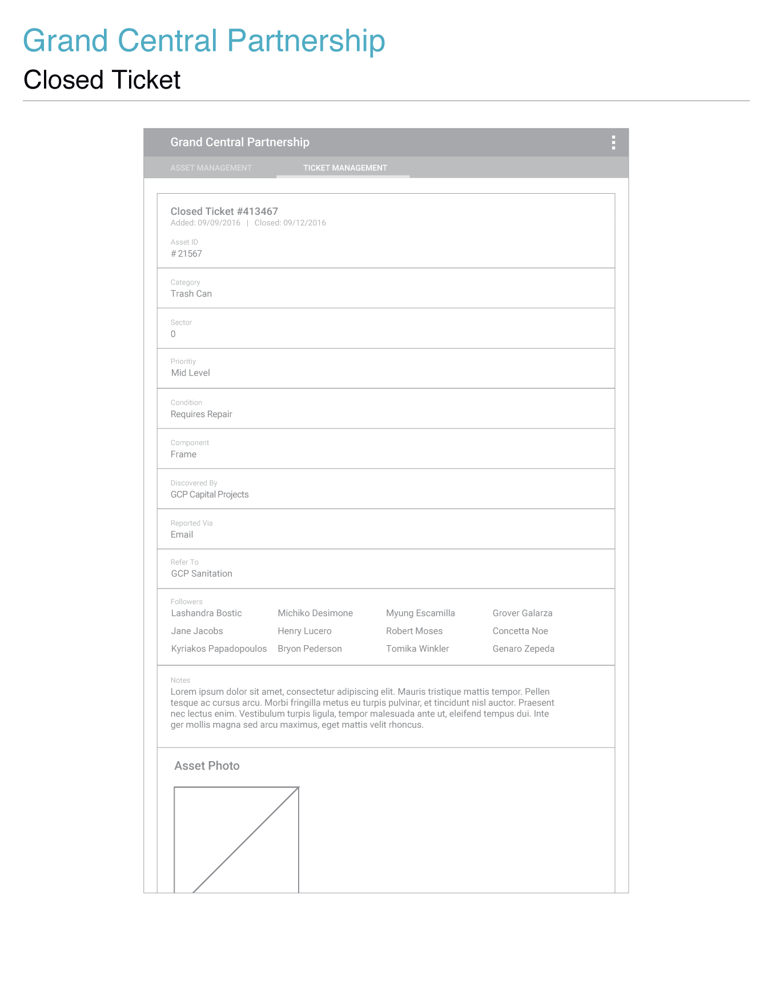 Grand Central Partnership
Closed Ticket
Grand Central Partnership
ASSET MANAGEMENT TICKET MANAGEMENT
Closed Ticket #413467
Added: 09/09/2016 | Closed: 09/12/2016
Asset ID
# 21567
Category
Trash Can
Sector
0
Prioritiy
Mid Level
Condition
Requires Repair
Component
Frame
Discovered By
GCP Capital Projects
Reported Via
Email
Refer To
GCP Sanitation
Followers
Lashandra Bostic Michiko Desimone Myung Escamilla Grover Galarza
Jane Jacobs Henry Lucero Robert Moses Concetta Noe
Kyriakos Papadopoulos Bryon Pederson Tomika Winkler Genaro Zepeda
Notes
Lorem ipsum dolor sit amet, consectetur adipiscing elit. Mauris tristique mattis tempor. Pellen
tesque ac cursus arcu. Morbi fringilla metus eu turpis pulvinar, et tincidunt nisl auctor. Praesent
nec lectus enim. Vestibulum turpis ligula, tempor malesuada ante ut, eleifend tempus dui. Inte
ger mollis magna sed arcu maximus, eget mattis velit rhoncus.
Asset Photo